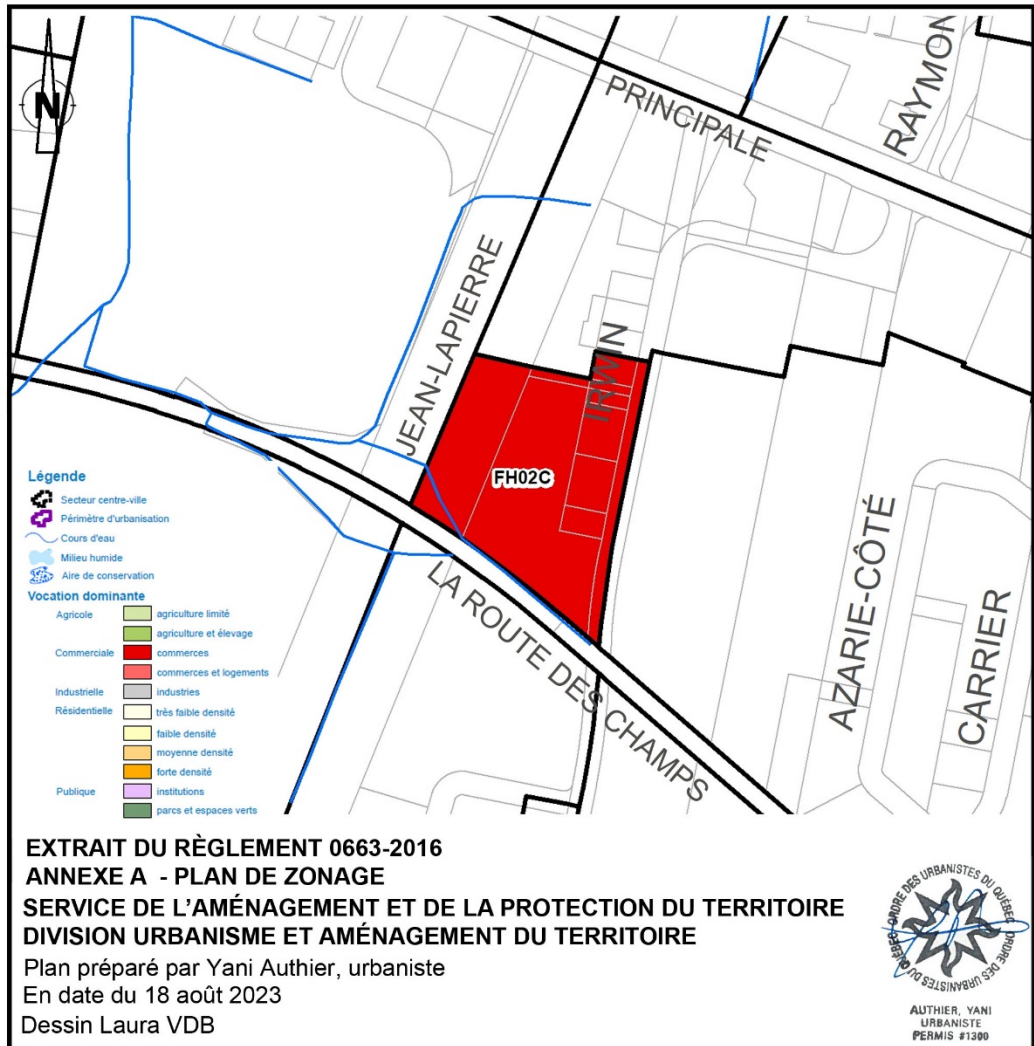 N
PRINCIPALE
RAYMON
JEAN-LAPIERRE
IRWIN
FH02C
LA ROUTE DES CHAMPS
AZARIE-CÔTÉ
CARRIER
Légende
Secteur centre-ville
Périmètre d'urbanisation
Cours d'eau
Milieu humide
Aire de conservation
Vocation dominante
Agricole agriculture limité
agriculture et élevage
Commerciale commerces
commerces et logements
Industrielle industries
Résidentielle très faible densité
faible densité
moyenne densité
forte densité
Publique institutions
parcs et espaces verts
EXTRAIT DU RÈGLEMENT 0663-2016
ANNEXE A - PLAN DE ZONAGE
SERVICE DE L'AMÉNAGEMENT ET DE LA PROTECTION DU TERRITOIRE
DIVISION URBANISME ET AMÉNAGEMENT DU TERRITOIRE
Plan préparé par Yani Authier, urbaniste
En date du 18 août 2023
Dessin Laura VDB
ORDRE DES URBANISTES DU QUÉBEC ORDRE DES URBANISTES DU QUÉBEC
AUTHIER, YANI
URBANISTE
PERMIS #1300